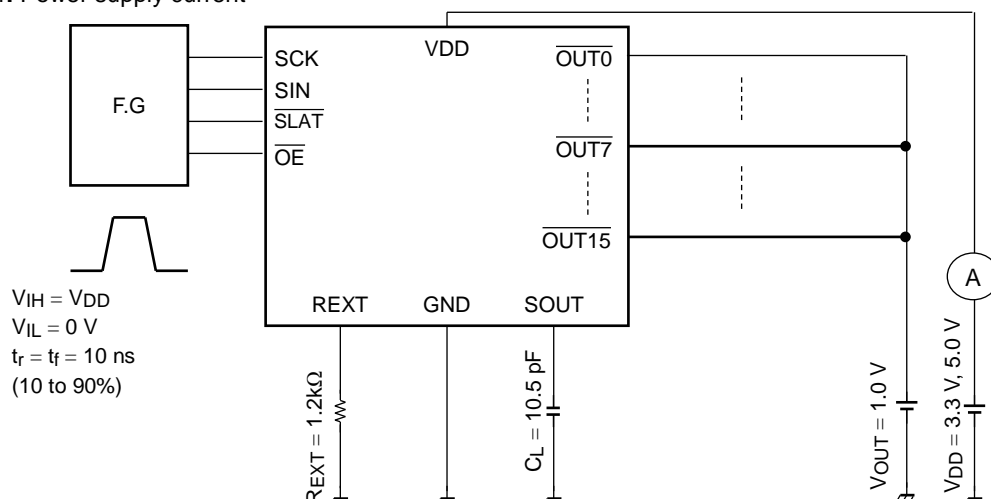 Power supply current
F.G
SCK
SIN
SLAT
OE
VDD
OUT0
OUT7
OUT15
REXT
GND
SOUT
A
VIH = VDD
VIL = 0 V
tr = tf = 10 ns
(10 to 90%)
REXT = 1.2kΩ
CL = 10.5 pF
VOUT = 1.0 V
VDD = 3.3 V, 5.0 V